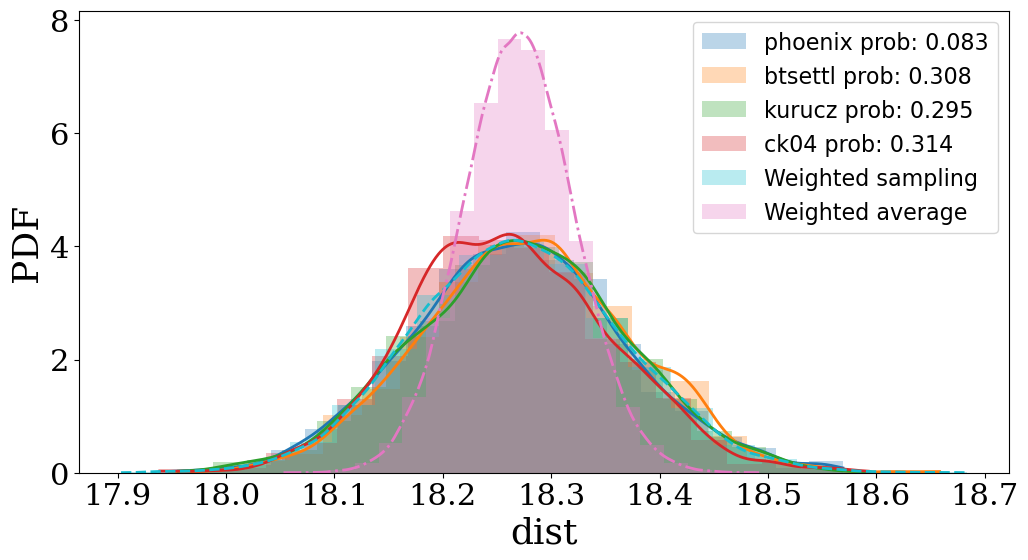 8
6
4
2
0
PDF
phoenix prob: 0.083
btsettl prob: 0.308
kurucz prob: 0.295
ck04 prob: 0.314
Weighted sampling
Weighted average
17.9 18.0 18.1 18.2 18.3 18.4 18.5 18.6 18.7
dist